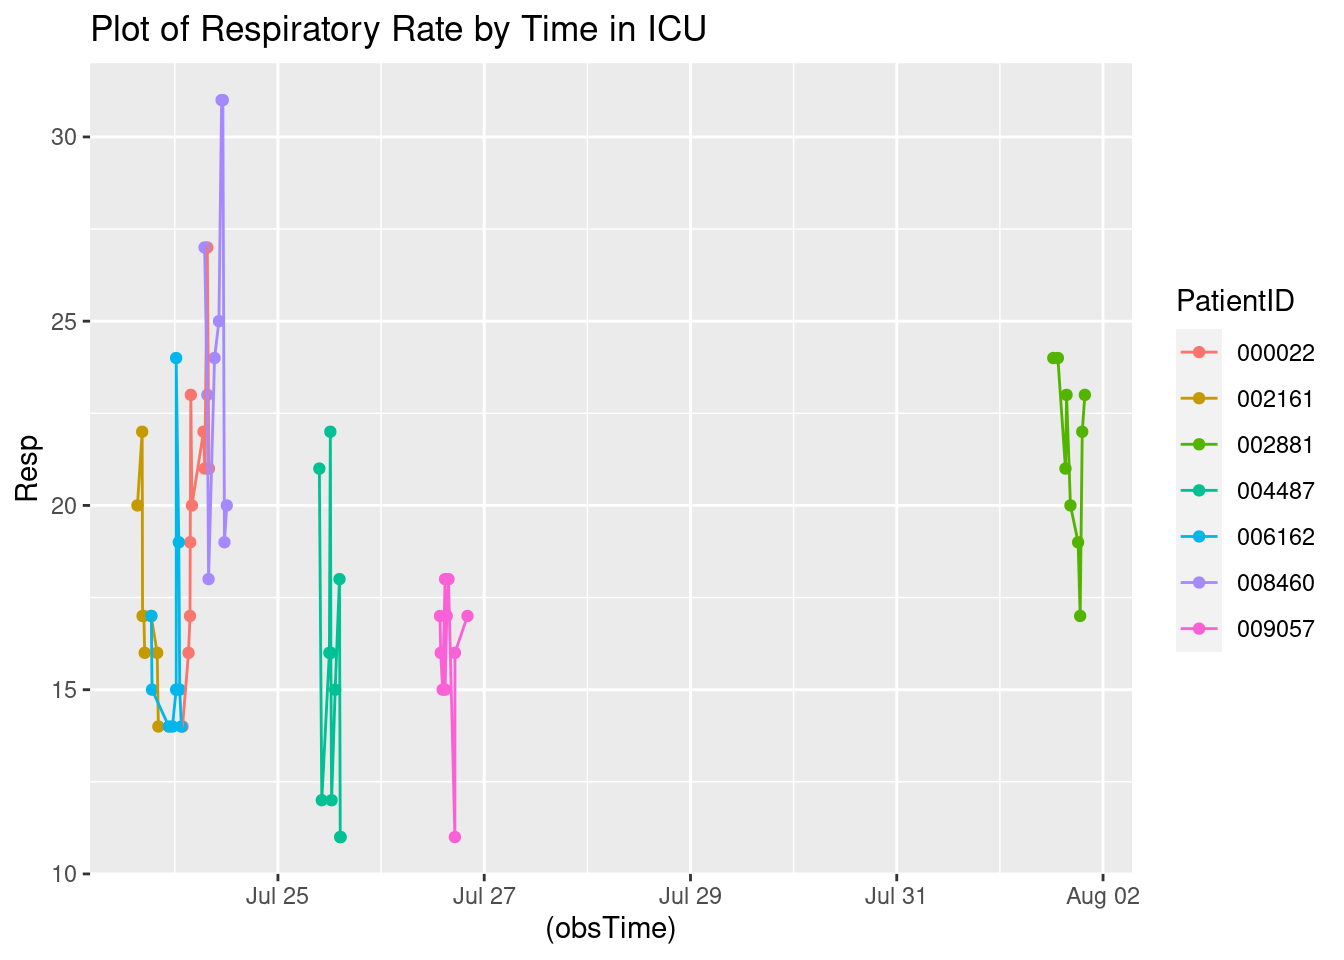 Plot of Respiratory Rate by Time in ICU
30
25
20
15
10
Resp
Jul 25
Jul 27
Jul 29
Jul 31
Aug 02
(obsTime)
PatientID
000022
002161
002881
004487
006162
008460
009057